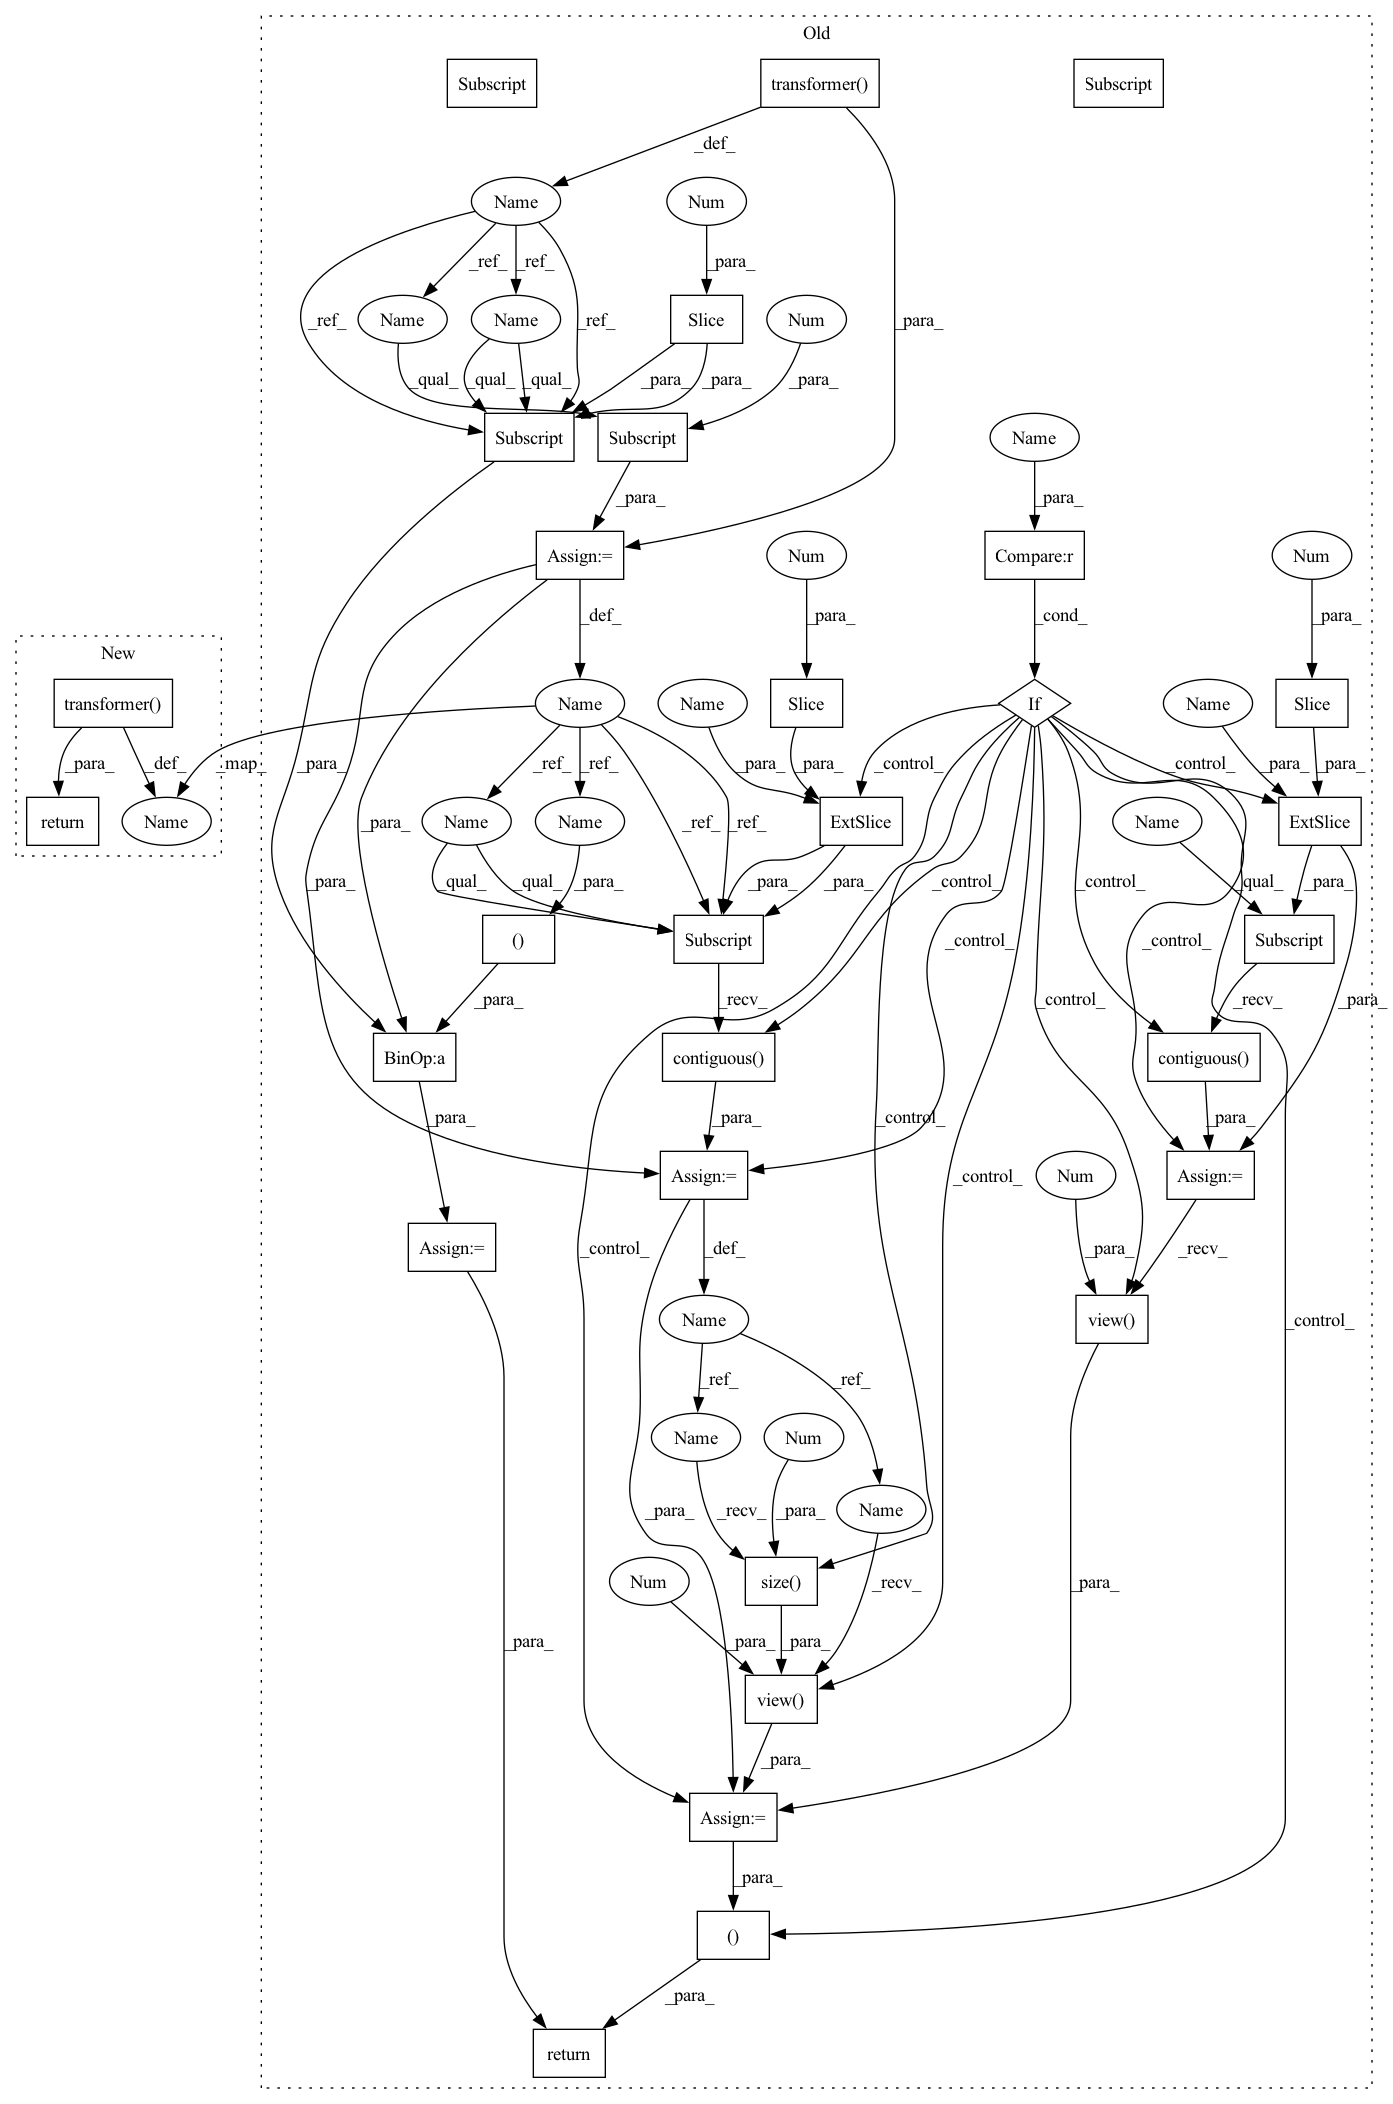 Old
Subscript
transformer()
Subscript
_def_
Name
Num
_ref_
_ref_
_para_
_ref_
_ref_
_para_
Name
Name
Slice
Num
_qual_
_qual_
_qual_
_para_
_para_
_para_
Subscript
Subscript
Name
_para_
_para_
Assign:=
Num
Compare:r
Num
_def_
_para_
_cond_
_para_
New
transformer()
Name
Name
Slice
If
Name
Slice
_para_
_def_
_map_
_para_
_ref_
_ref_
_para_
_para_
_control_
_control_
_para_
_para_
return
Name
Name
Name
_ref_
_ref_
ExtSlice
Name
ExtSlice
_para_
_para_
_qual_
_qual_
_para_
_para_
_para_
_control_
_control_
_qual_
_para_
()
Subscript
Subscript
_para_
_recv_
_control_
_control_
_control_
_recv_
_para_
BinOp:a
contiguous()
contiguous()
_para_
_para_
_control_
_para_
Assign:=
_control_
Num
Assign:=
Assign:=
_control_
_def_
_para_
_recv_
Name
view()
_control_
_ref_
_ref_
Name
Num
_para_
_recv_
_para_
Name
Num
size()
_recv_
_para_
_para_
_para_
_para_
view()
_para_
Assign:=
_para_
()
_para_
return